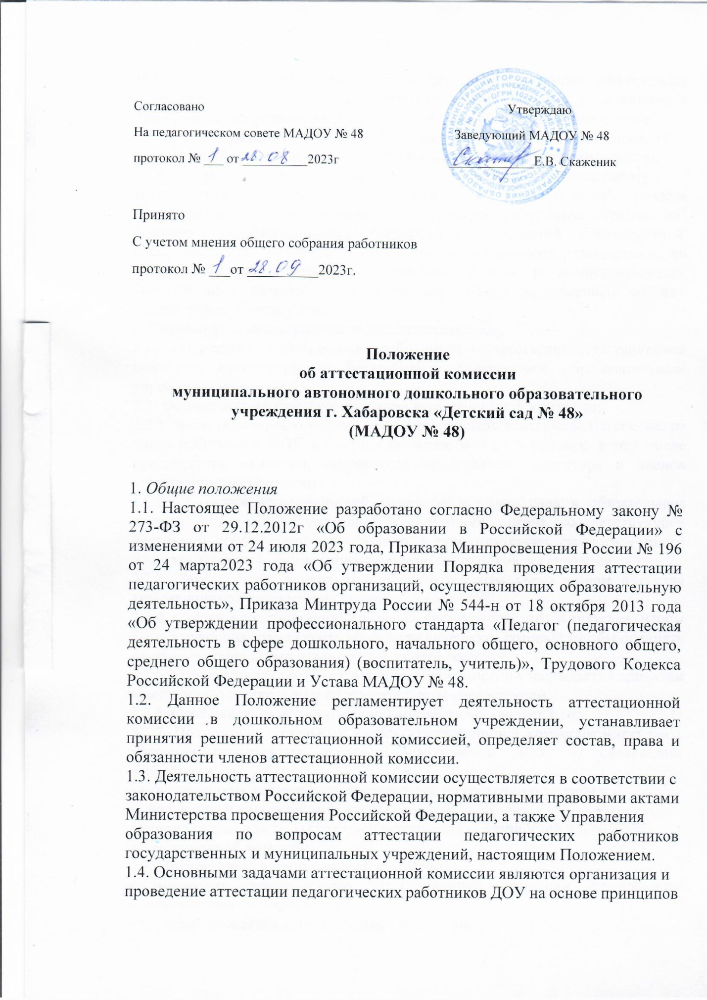 Согласовано
Утверждаю
На педагогическом совете МАДОУ № 48
Заведующий МАДОУ № 48
протокол № 1 от 28.08 2023г
Е.В. Скаженик
Принято
С учетом мнения общего собрания работников
протокол № 1 от 28.09 2023г.
Положение
об аттестационной комиссии
муниципального автономного дошкольного образовательного
учреждения г. Хабаровска «Детский сад № 48»
(МАДОУ № 48)
1. Общие положения
1.1. Настоящее Положение разработано согласно Федеральному закону №
273-ФЗ от 29.12.2012г «Об образовании в Российской Федерации» с
изменениями от 24 июля 2023 года, Приказа Минпросвещения России № 196
от 24 марта2023 года «Об утверждении Порядка проведения аттестации
педагогических работников организаций, осуществляющих образовательную
деятельность», Приказа Минтруда России № 544-н от 18 октября 2013 года
«Об утверждении профессионального стандарта «Педагог (педагогическая
деятельность в сфере дошкольного, начального общего, основного общего,
среднего общего образования) (воспитатель, учитель)», Трудового Кодекса
Российской Федерации и Устава МАДОУ № 48.
1.2. Данное Положение регламентирует деятельность аттестационной
комиссии в дошкольном образовательном учреждении, устанавливает
принятия решений аттестационной комиссией, определяет состав, права и
обязанности членов аттестационной комиссии.
1.3. Деятельность аттестационной комиссии осуществляется в соответствии с
законодательством Российской Федерации, нормативными правовыми актами
Министерства просвещения Российской Федерации, а также Управления
образования по вопросам аттестации педагогических работников
государственных и муниципальных учреждений, настоящим Положением.
1.4. Основными задачами аттестационной комиссии являются организация и
проведение аттестации педагогических работников ДОУ на основе принципов